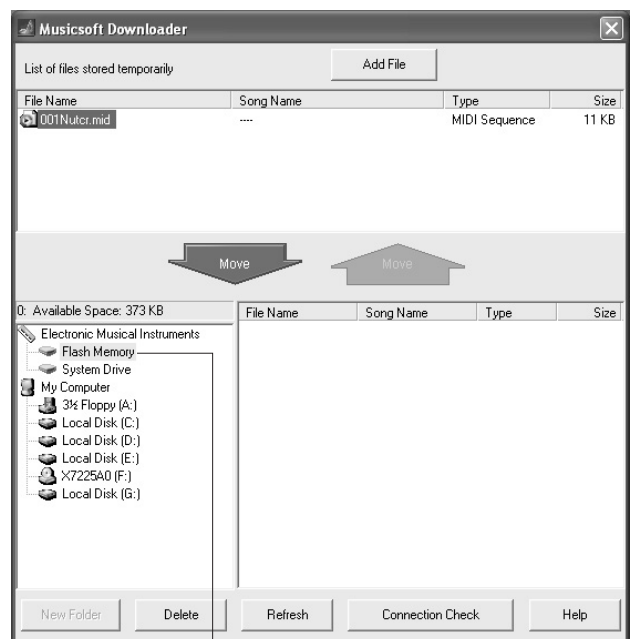 Musicsoft Downloader
List of files stored temporarily
Add File
File Name Song Name Type Size
001Nutcr.mid ---- MIDI Sequence 11 KB
Move Move
0: Available Space: 373 KB
File Name Song Name Type Size
Electronic Musical Instruments
Flash Memory
System Drive
My Computer
3½ Floppy (A:)
Local Disk (C:)
Local Disk (D:)
Local Disk (E:)
X7225A0 (F:)
Local Disk (G:)
New Folder Delete Refresh Connection Check Help